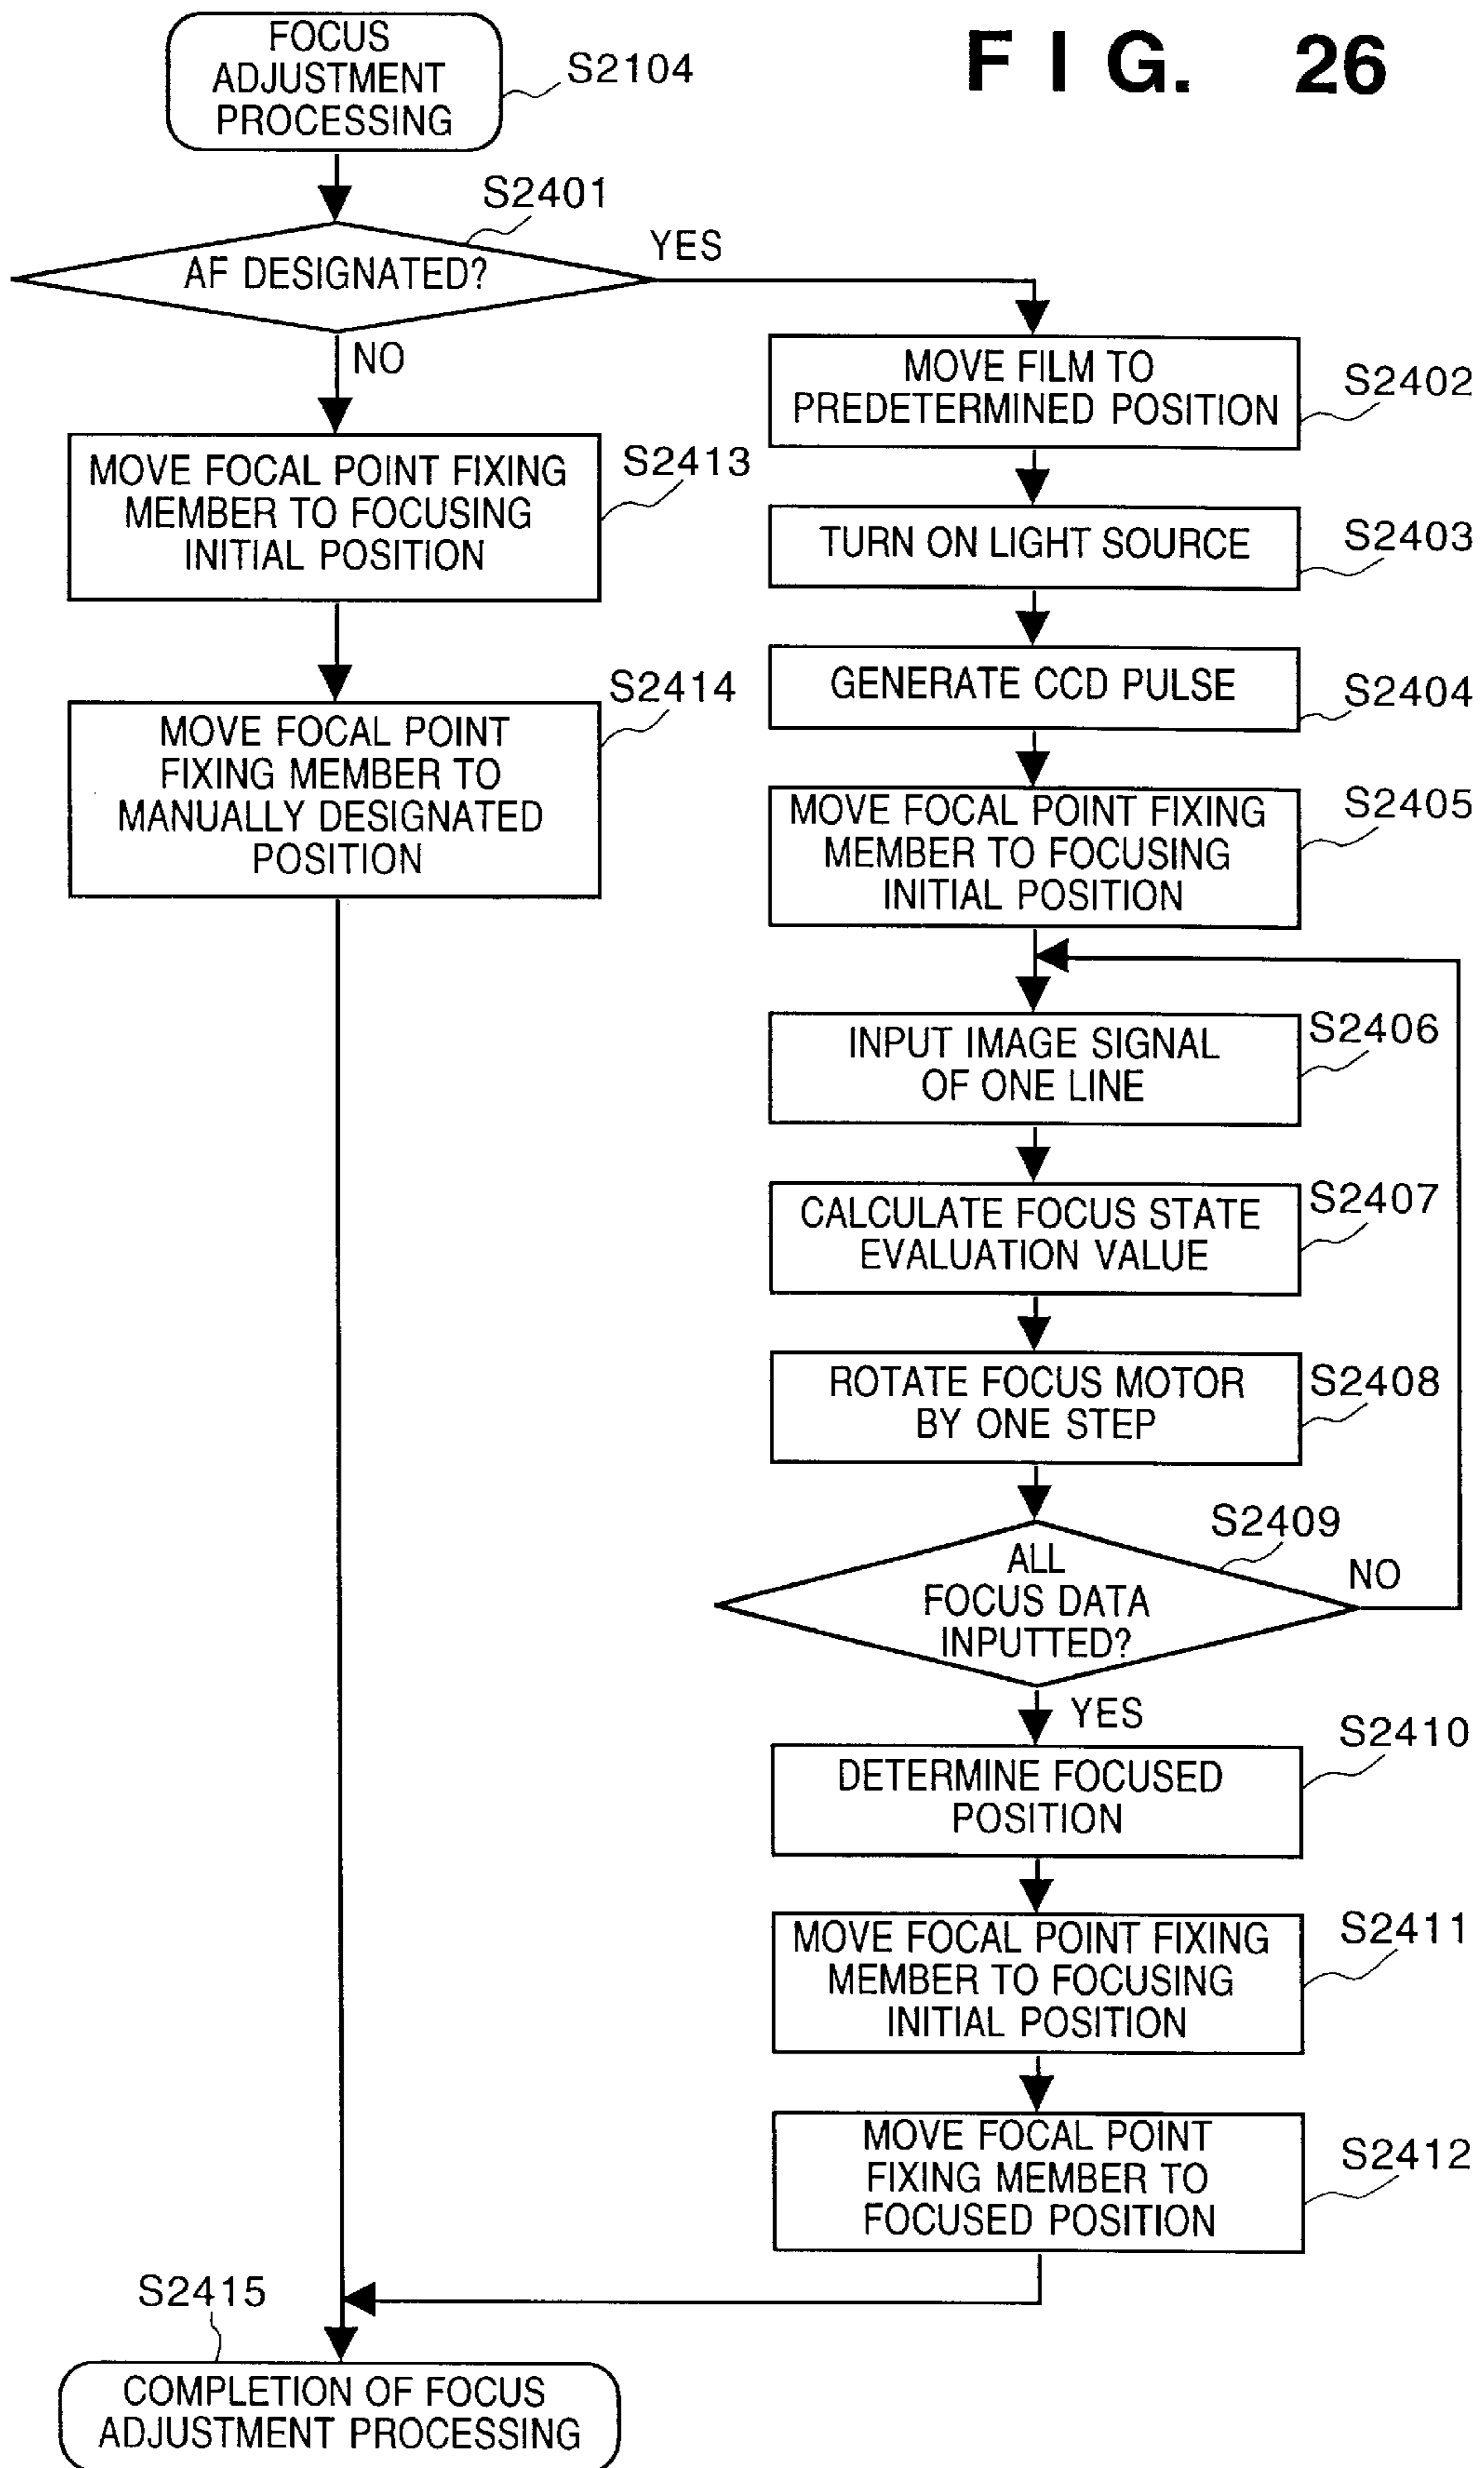 F I G. 26
FOCUS
ADJUSTMENT
PROCESSING
S2104
S2401
AF DESIGNATED?
YES
NO
MOVE FOCAL POINT FIXING
MEMBER TO FOCUSING
INITIAL POSITION
S2413
MOVE FOCAL POINT
FIXING MEMBER TO
MANUALLY DESIGNATED
POSITION
S2414
MOVE FILM TO
PREDETERMINED POSITION
S2402
TURN ON LIGHT SOURCE
S2403
GENERATE CCD PULSE
S2404
MOVE FOCAL POINT FIXING
MEMBER TO FOCUSING
INITIAL POSITION
S2405
INPUT IMAGE SIGNAL
OF ONE LINE
S2406
CALCULATE FOCUS STATE
EVALUATION VALUE
S2407
ROTATE FOCUS MOTOR
BY ONE STEP
S2408
S2409
ALL
FOCUS DATA
INPUTTED?
NO
YES
DETERMINE FOCUSED
POSITION
S2410
MOVE FOCAL POINT FIXING
MEMBER TO FOCUSING
INITIAL POSITION
S2411
MOVE FOCAL POINT
FIXING MEMBER TO
FOCUSED POSITION
S2412
S2415
COMPLETION OF FOCUS
ADJUSTMENT PROCESSING